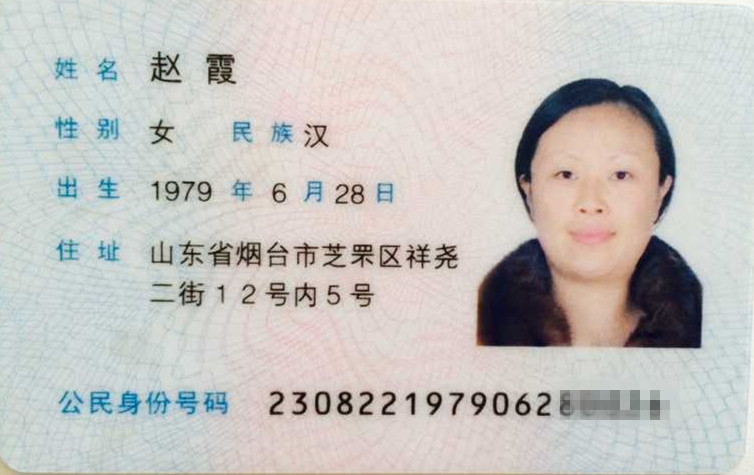 姓名 赵霞
性别 女 民族 汉
出生 1979 年 6 月 28 日
住址 山东省烟台市芝罘区祥尧
二街12号内5号
公民身份号码 2308221979062